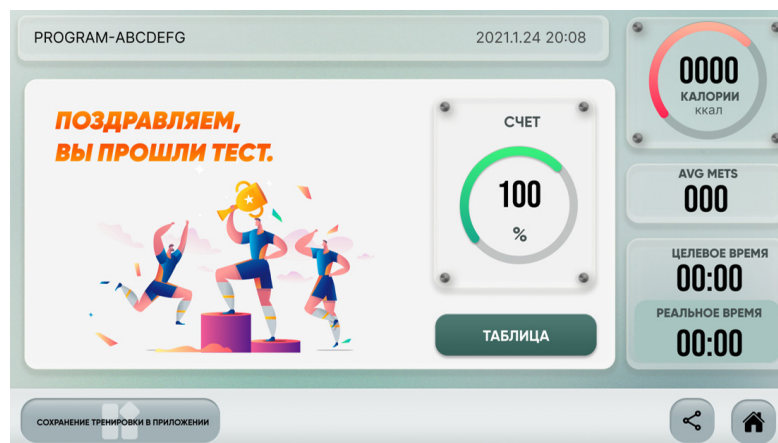 PROGRAM-ABCDEFG
2021.1.24 20:08
ПОЗДРАВЛЯЕМ,
ВЫ ПРОШЛИ ТЕСТ.
СЧЕТ
100
%
ТАБЛИЦА
0000
КАЛОРИИ
ккал
AVG METS
000
ЦЕЛЕВОЕ ВРЕМЯ
00:00
РЕАЛЬНОЕ ВРЕМЯ
00:00
СОХРАНЕНИЕ ТРЕНИРОВКИ В ПРИЛОЖЕНИИ